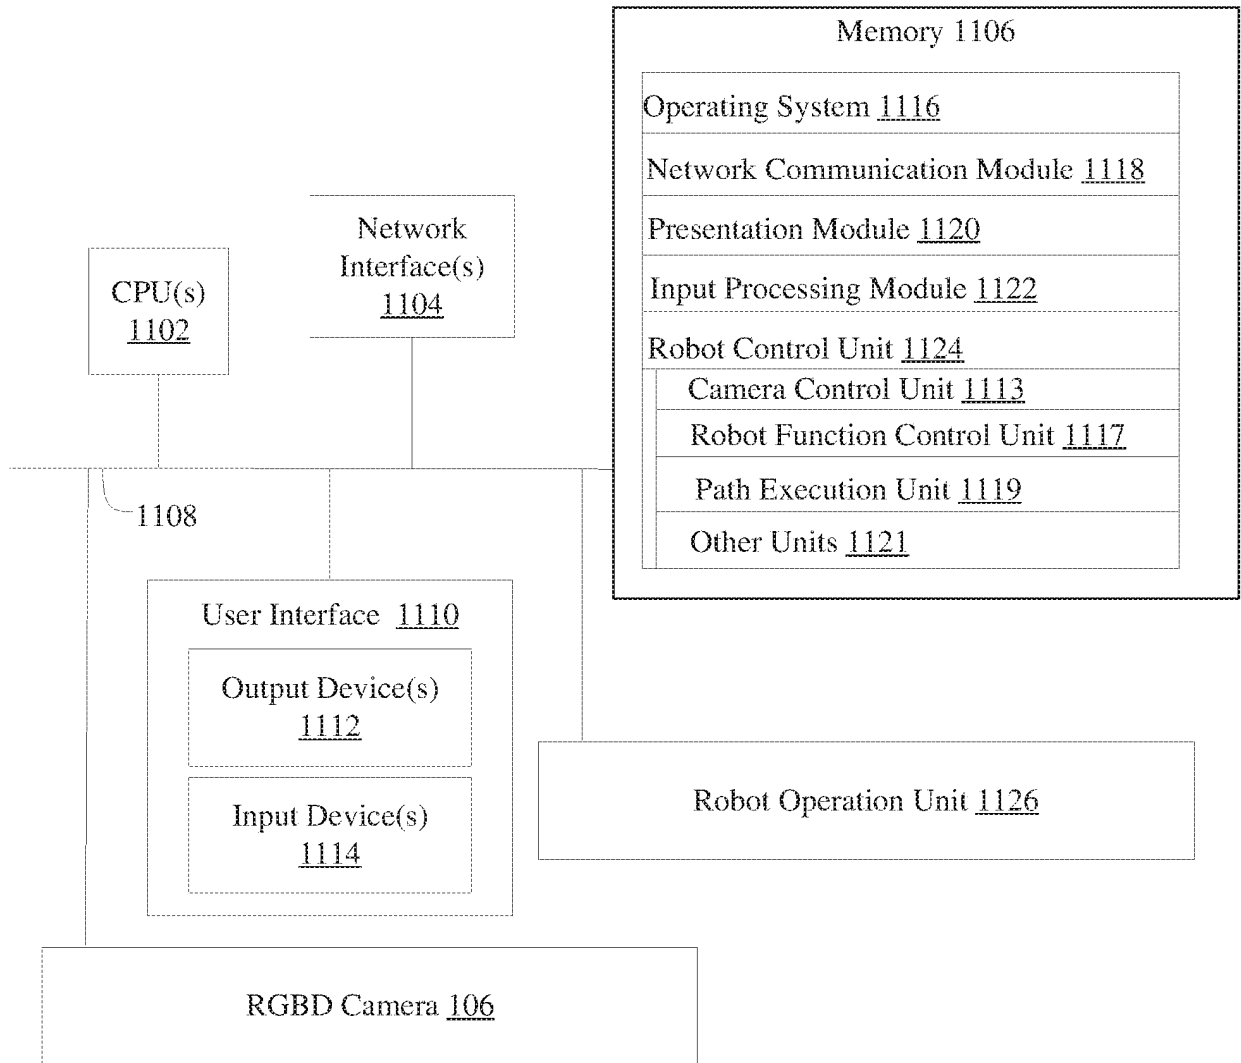 Memory 1106
Operating System 1116
Network Communication Module 1118
Presentation Module 1120
Input Processing Module 1122
Robot Control Unit 1124
Camera Control Unit 1113
Robot Function Control Unit 1117
Path Execution Unit 1119
Other Units 1121
Network
Interface(s)
1104
CPU(s)
1102
1108
User Interface 1110
Output Device(s)
1112
Input Device(s)
1114
Robot Operation Unit 1126
RGBD Camera 106